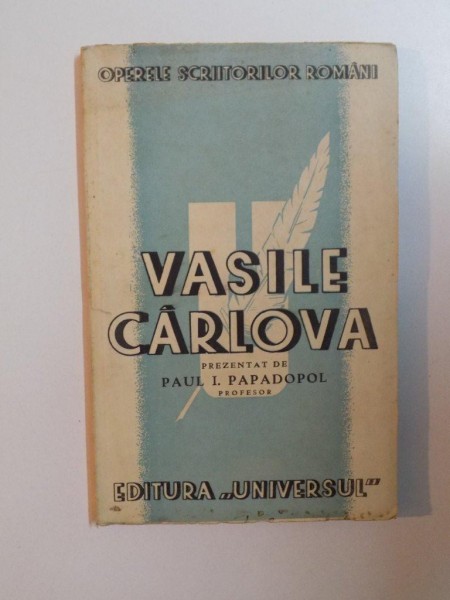 OPERELE SCRIITORILOR ROMÂNI
VASILE
CÂRLOVA
PREZENTAT DE
PAUL I. PAPADOPOL
PROFESOR
EDITURA „UNIVERSUL"